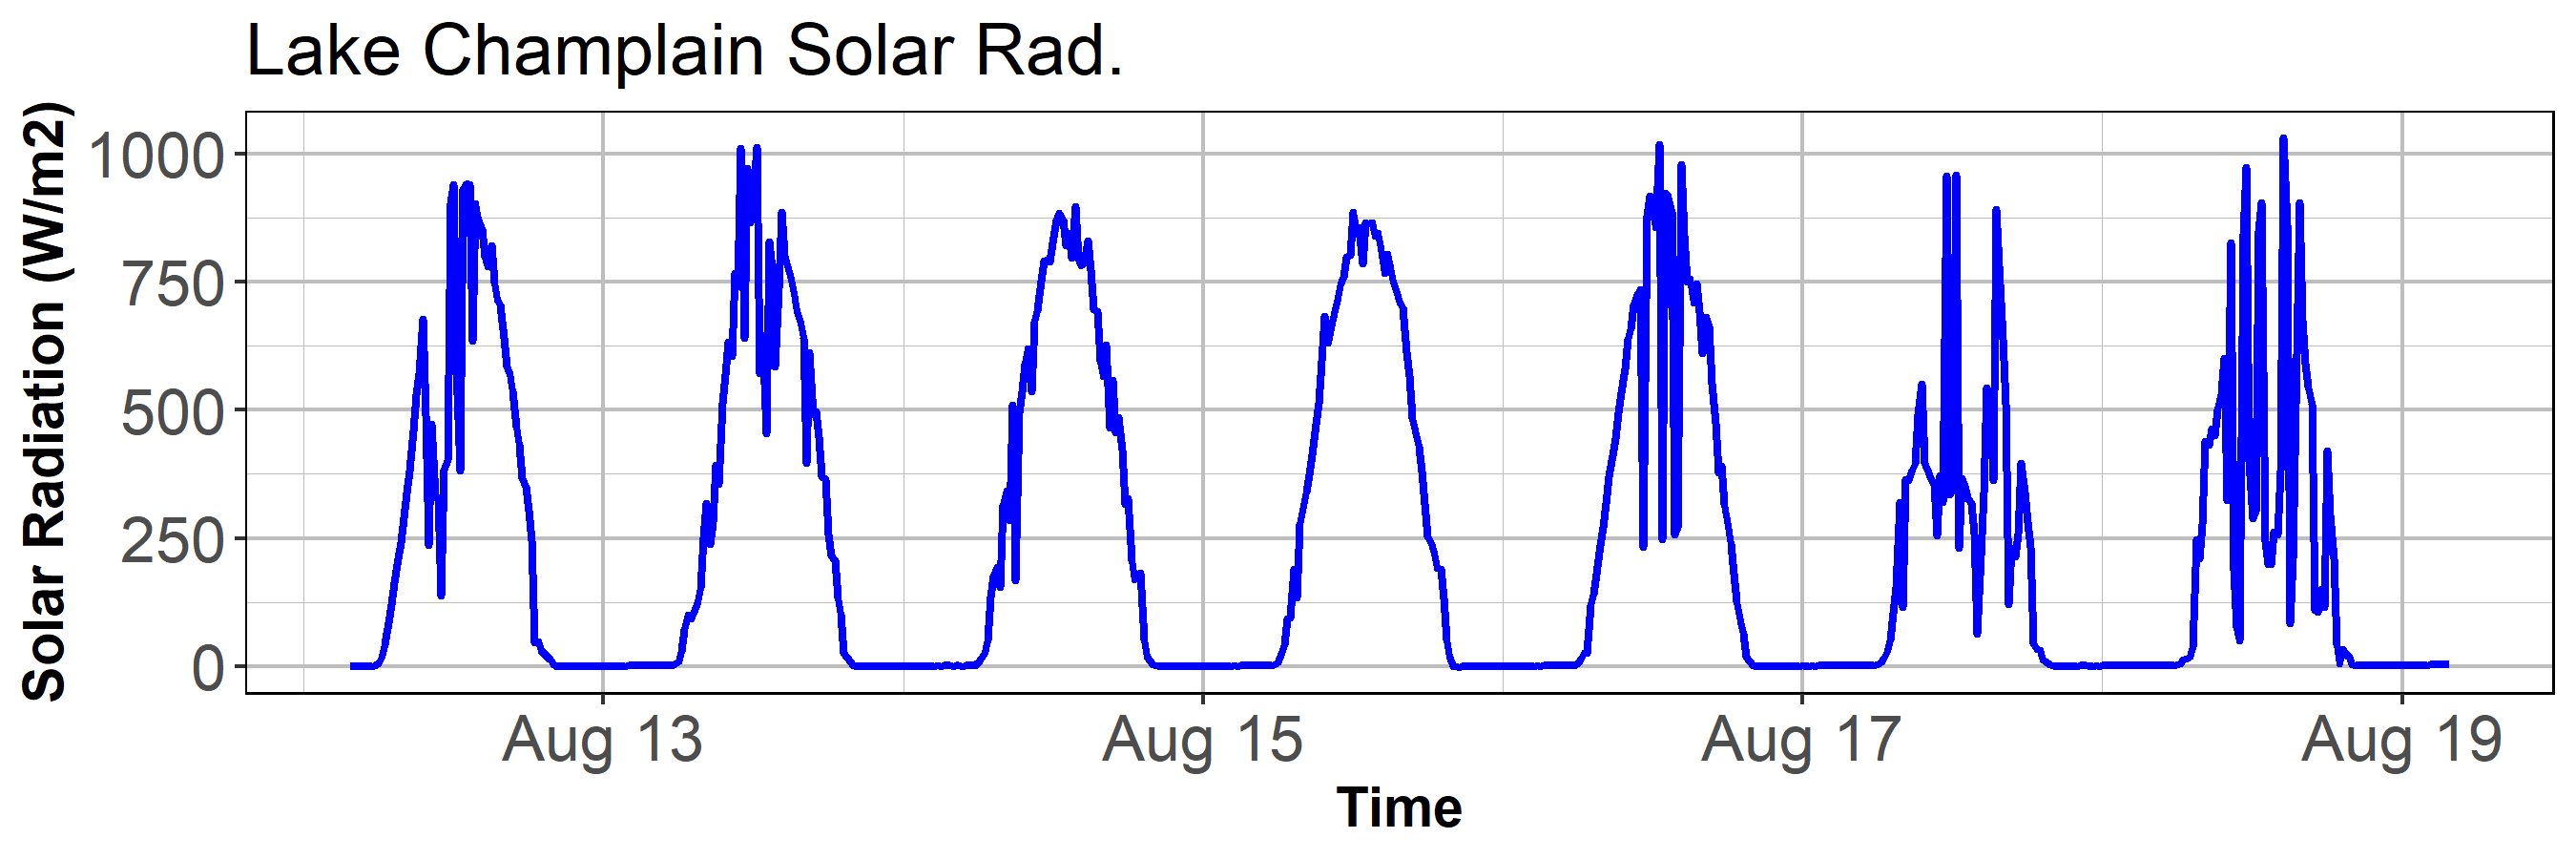 Lake Champlain Solar Rad.
Solar Radiation (W/m2)
1000
750
500
250
0
Aug 13
Aug 15
Aug 17
Aug 19
Time